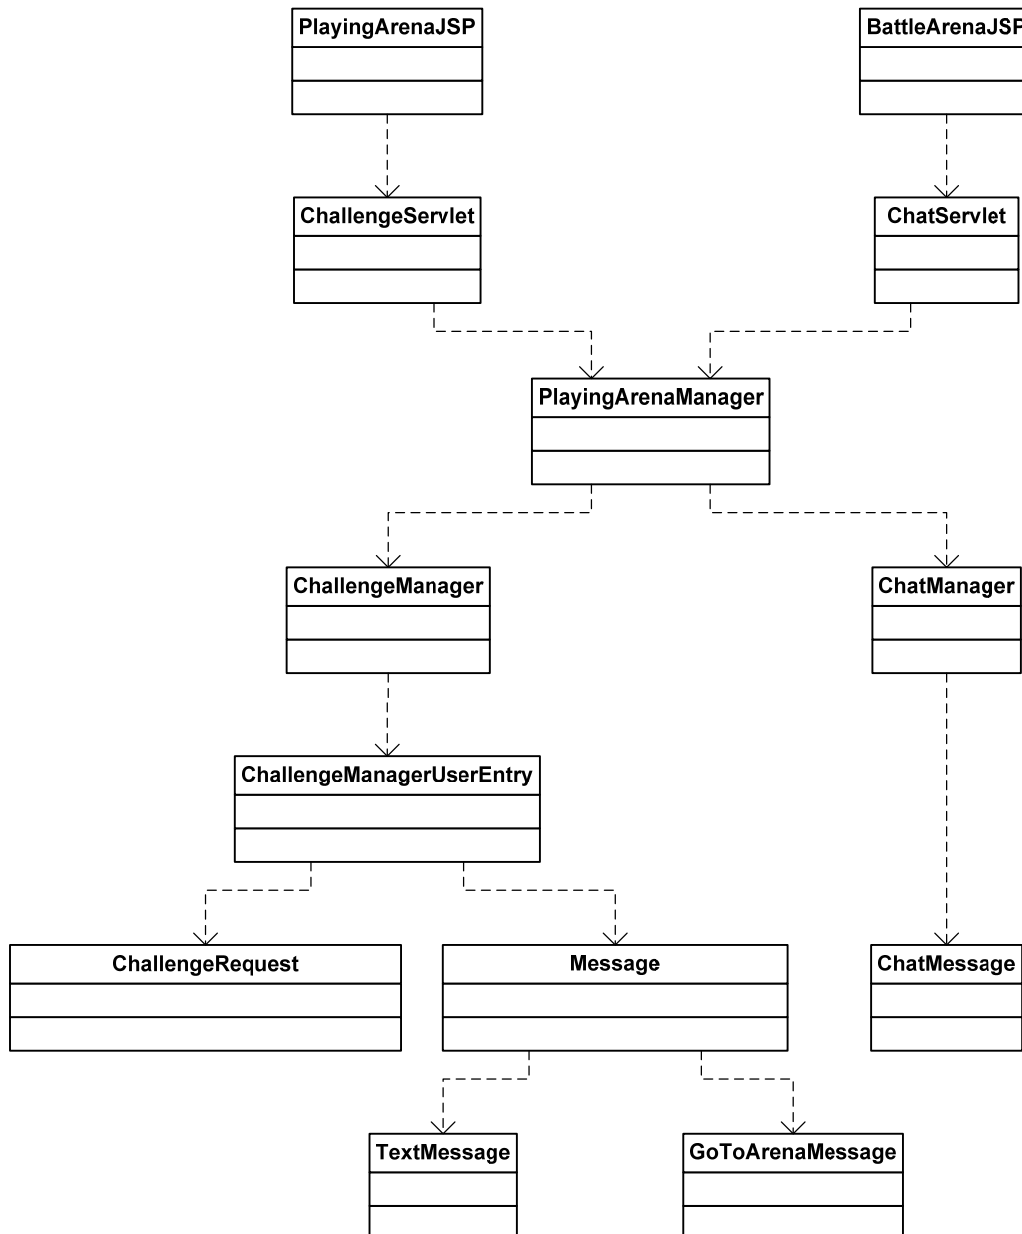 PlayingArenaJSP
BattleArenaJSP
ChallengeServlet
ChatServlet
PlayingArenaManager
ChallengeManager
ChatManager
ChallengeManagerUserEntry
ChallengeRequest
Message
ChatMessage
TextMessage
GoToArenaMessage